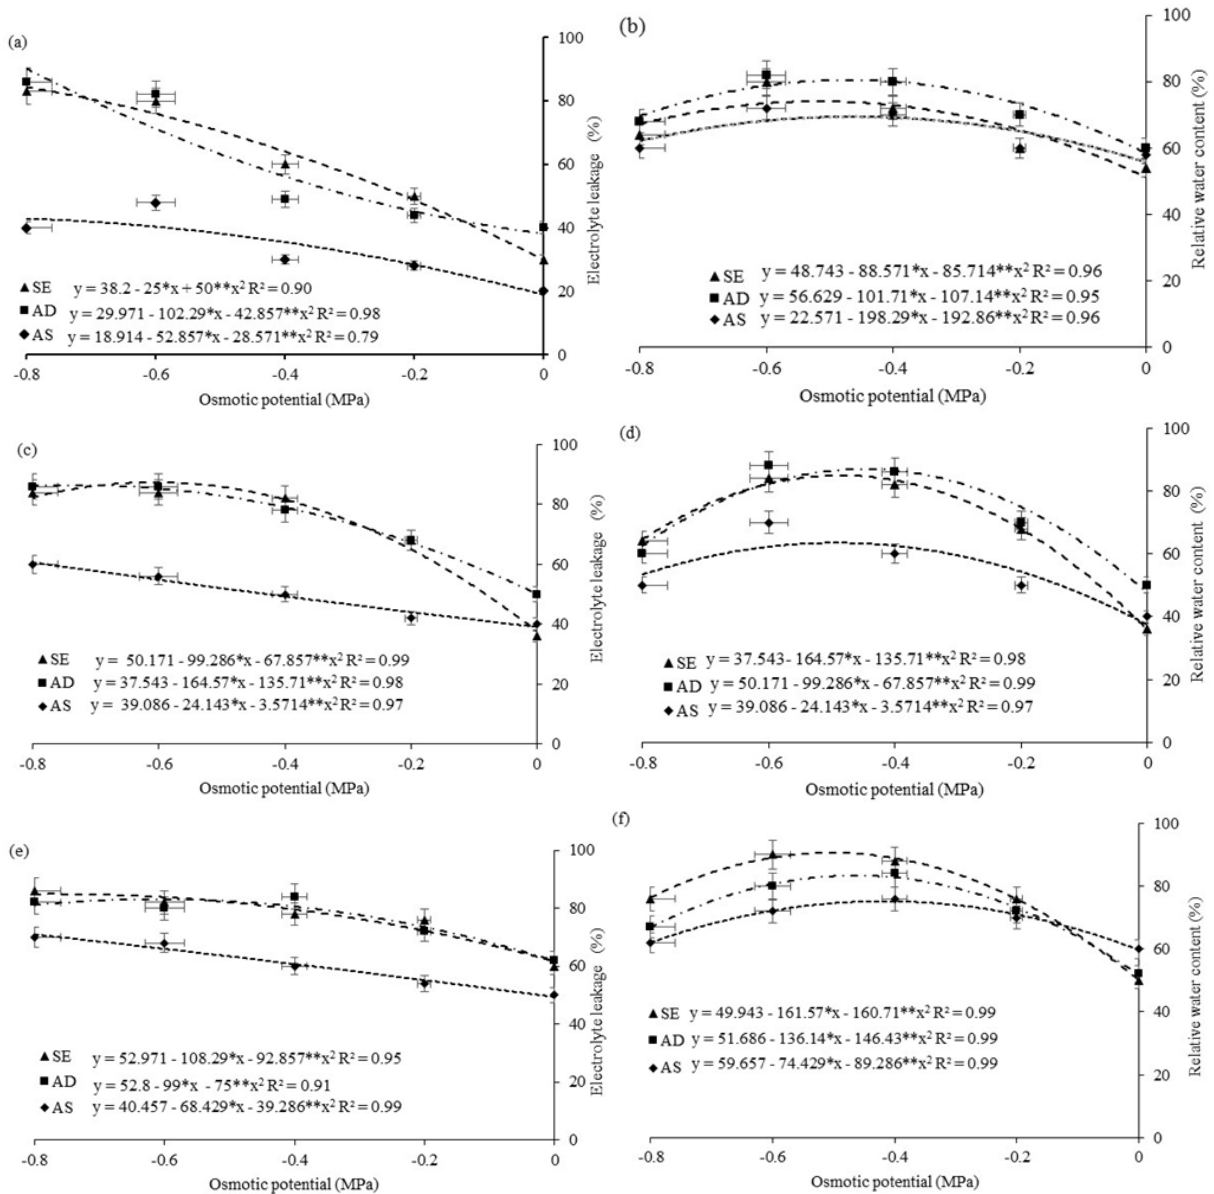 (a)
100
80
60
40
20
0
Electrolyte leakage (%)
▲ SE y = 38.2 - 25*x + 50**x² R² = 0.90
■ AD y = 29.971 - 102.29*x - 42.857**x² R² = 0.98
◆ AS y = 18.914 - 52.857*x - 28.571**x² R² = 0.79
-0.8 -0.6 -0.4 -0.2 0
Osmotic potential (MPa)
(b)
100
80
60
40
20
0
Relative water content (%)
▲ SE y = 48.743 - 88.571*x - 85.714**x² R² = 0.96
■ AD y = 56.629 - 101.71*x - 107.14**x² R² = 0.95
◆ AS y = 22.571 - 198.29*x - 192.86**x² R² = 0.96
-0.8 -0.6 -0.4 -0.2 0
Osmotic potential (MPa)
(c)
100
80
60
40
20
0
Electrolyte leakage (%)
▲ SE y = 50.171 - 99.286*x - 67.857**x² R² = 0.99
■ AD y = 37.543 - 164.57*x - 135.71**x² R² = 0.98
◆ AS y = 39.086 - 24.143*x - 3.5714**x² R² = 0.97
-0.8 -0.6 -0.4 -0.2 0
Osmotic potential (MPa)
(d)
100
80
60
40
20
0
Relative water content (%)
▲ SE y = 37.543 - 164.57*x - 135.71**x² R² = 0.98
■ AD y = 50.171 - 99.286*x - 67.857**x² R² = 0.99
◆ AS y = 39.086 - 24.143*x - 3.5714**x² R² = 0.97
-0.8 -0.6 -0.4 -0.2 0
Osmotic potential (MPa)
(e)
100
80
60
40
20
0
Electrolyte leakage (%)
▲ SE y = 52.971 - 108.29*x - 92.857**x² R² = 0.95
■ AD y = 52.8 - 99*x - 75**x² R² = 0.91
◆ AS y = 40.457 - 68.429*x - 39.286**x² R² = 0.99
-0.8 -0.6 -0.4 -0.2 0
Osmotic potential (MPa)
(f)
100
80
60
40
20
0
Relative water content (%)
▲ SE y = 49.943 - 161.57*x - 160.71**x² R² = 0.99
■ AD y = 51.686 - 136.14*x - 146.43**x² R² = 0.99
◆ AS y = 59.657 - 74.429*x - 89.286**x² R² = 0.99
-0.8 -0.6 -0.4 -0.2 0
Osmotic potential (MPa)